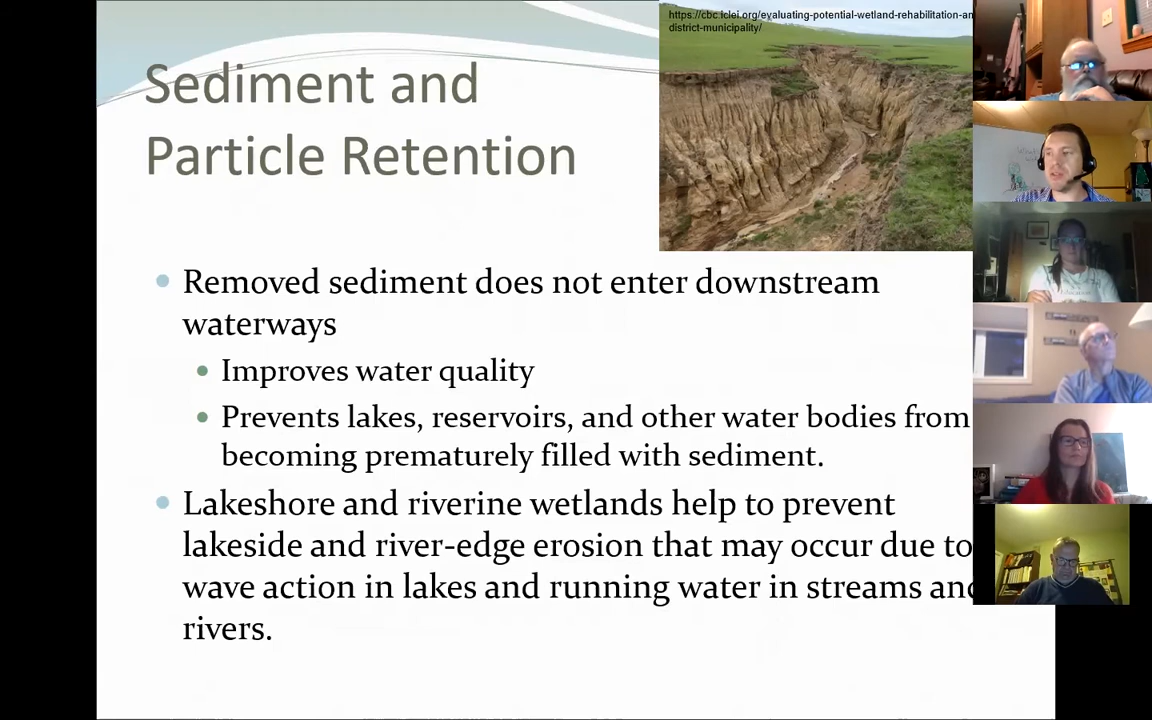 https://cbc.iclei.org/evaluating-potential-wetland-rehabilitation-an
district-municipality/
Sediment and
Particle Retention
Removed sediment does not enter downstream
waterways
Improves water quality
Prevents lakes, reservoirs, and other water bodies from
becoming prematurely filled with sediment.
Lakeshore and riverine wetlands help to prevent
lakeside and river-edge erosion that may occur due to
wave action in lakes and running water in streams and
rivers.